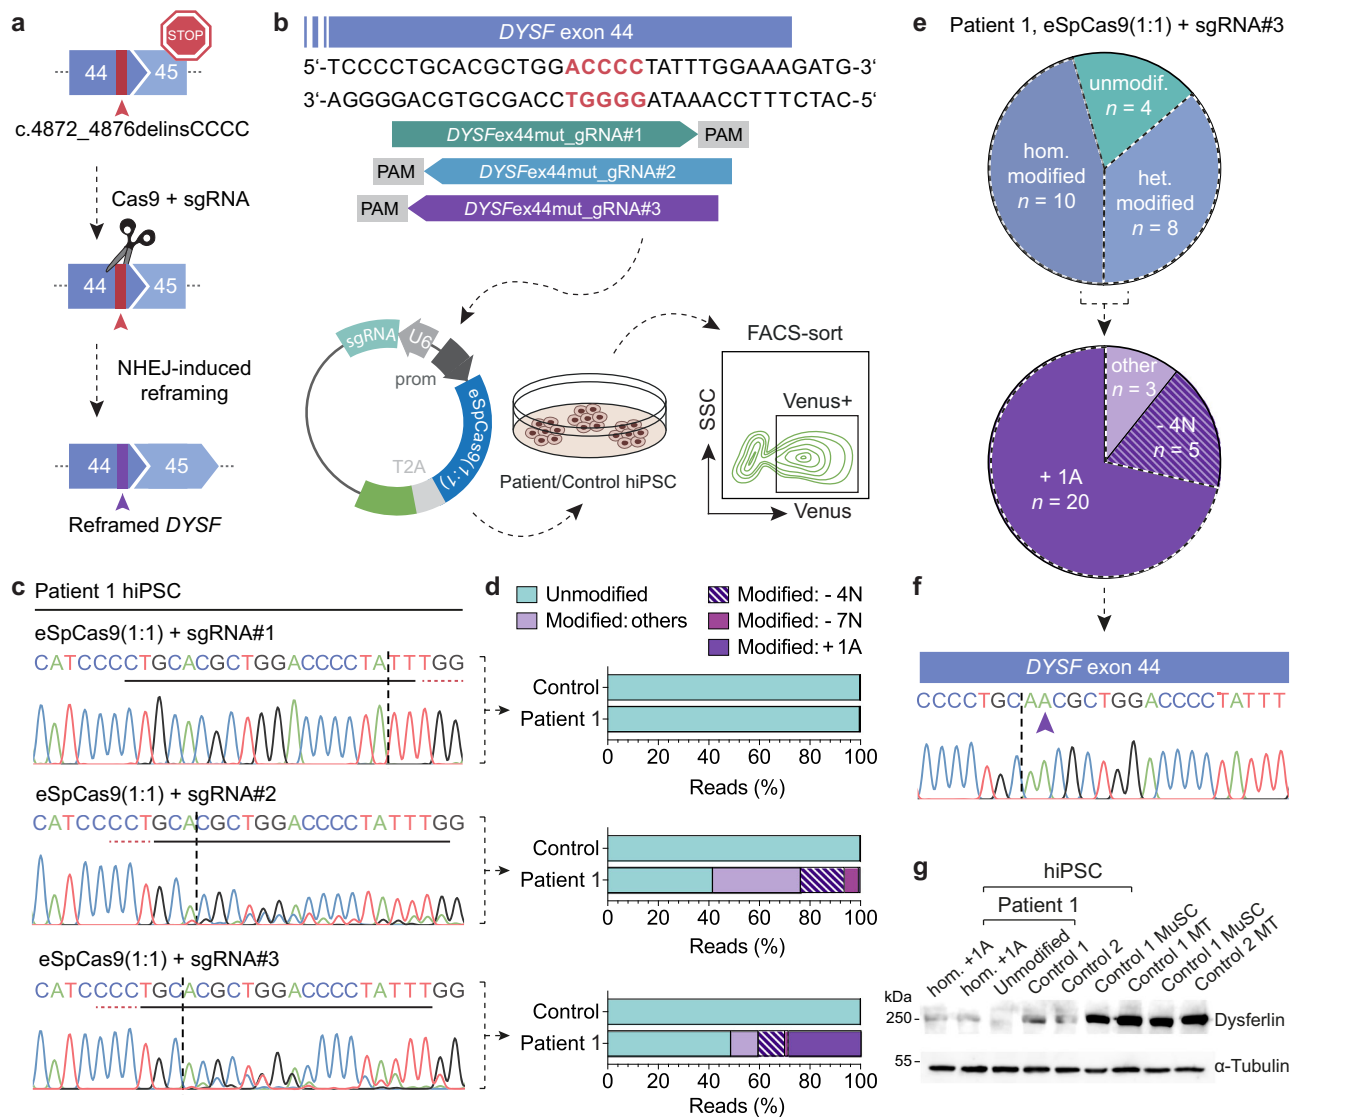 a
STOP
44
45
c.4872_4876delinsCCCC
Cas9 + sgRNA
44
45
NHEJ-induced
reframing
44
45
Reframed DYSF
b
DYSF exon 44
5‘-TCCCCTGCACGCTGGACCCCTATTTGGAAAGATG-3‘
3‘-AGGGGACGTGCGACCTGGGGATAAACCTTTCTAC-5‘
DYSFex44mut_gRNA#1
PAM
PAM
DYSFex44mut_gRNA#2
PAM
DYSFex44mut_gRNA#3
sgRNA
U6
prom
eSpCas9(1:1)
T2A
Patient/Control hiPSC
FACS-sort
SSC
Venus+
Venus
c
Patient 1 hiPSC
eSpCas9(1:1) + sgRNA#1
CATCCCCTGCACGCTGGACCCCTATTTGG
eSpCas9(1:1) + sgRNA#2
CATCCCCTGCACGCTGGACCCCTATTTGG
eSpCas9(1:1) + sgRNA#3
CATCCCCTGCACGCTGGACCCCTATTTGG
d
Unmodified
Modified: others
Modified: - 4N
Modified: - 7N
Modified: +1A
Control
Patient 1
0 20 40 60 80 100
Reads (%)
Control
Patient 1
0 20 40 60 80 100
Reads (%)
Control
Patient 1
0 20 40 60 80 100
Reads (%)
e
Patient 1, eSpCas9(1:1) + sgRNA#3
unmodif.
n = 4
hom.
modified
n = 10
het.
modified
n = 8
other
n = 3
- 4N
n = 5
+ 1A
n = 20
f
DYSF exon 44
CCCCTGCAACGCTGGACCCCTATTT
g
hiPSC
Patient 1
hom. +1A
hom. +1A
Unmodified
Control 1
Control 2
Control 1 MuSC
Control 1 MT
Control 1 MuSC
Control 2 MT
kDa
250-
Dysferlin
55-
α-Tubulin